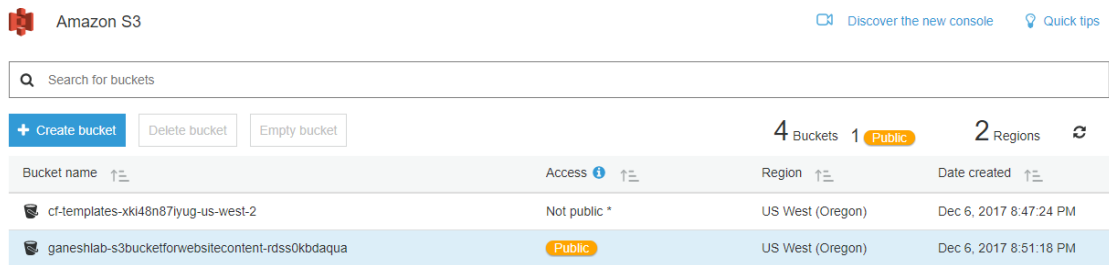 Amazon S3 Discover the new console Quick tips
Search for buckets
+ Create bucket Delete bucket Empty bucket 4 Buckets 1 Public 2 Regions
Bucket name Access Region Date created
cf-templates-xki48n87iyug-us-west-2 Not public * US West (Oregon) Dec 6, 2017 8:47:24 PM
ganeshlab-s3bucketforwebsitecontent-rdss0kbdaqua Public US West (Oregon) Dec 6, 2017 8:51:18 PM